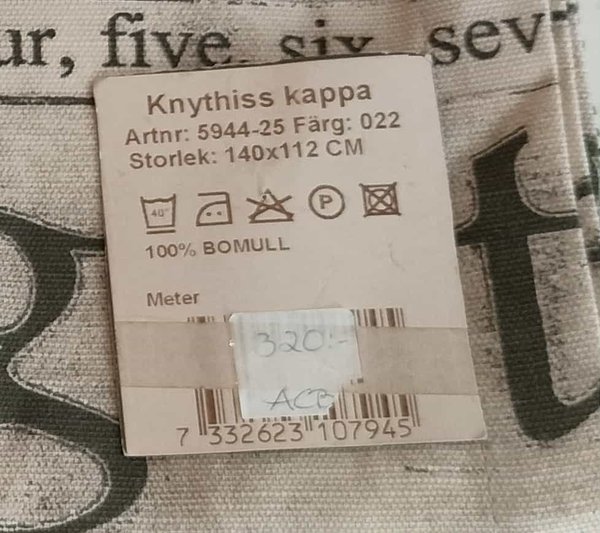 ur, five, six, sev
Knythiss kappa
Artnr: 5944-25 Färg: 022
Storlek: 140x112 CM
40° P
100% BOMULL
Meter
320:-
ACB
7 332623 107945
g t